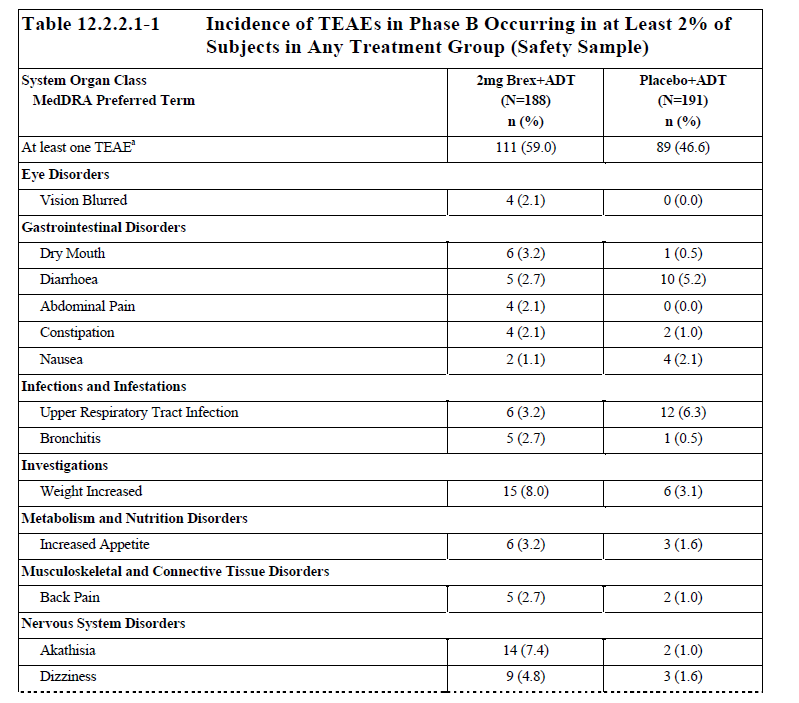 Table 12.2.2.1-1 Incidence of TEAEs in Phase B Occurring in at Least 2% of
Subjects in Any Treatment Group (Safety Sample)
System Organ Class 2mg Brex+ADT Placebo+ADT
MedDRA Preferred Term (N=188) (N=191)
n (%) n (%)
At least one TEAEa 111 (59.0) 89 (46.6)
Eye Disorders
Vision Blurred 4 (2.1) 0 (0.0)
Gastrointestinal Disorders
Dry Mouth 6 (3.2) 1 (0.5)
Diarrhoea 5 (2.7) 10 (5.2)
Abdominal Pain 4 (2.1) 0 (0.0)
Constipation 4 (2.1) 2 (1.0)
Nausea 2 (1.1) 4 (2.1)
Infections and Infestations
Upper Respiratory Tract Infection 6 (3.2) 12 (6.3)
Bronchitis 5 (2.7) 1 (0.5)
Investigations
Weight Increased 15 (8.0) 6 (3.1)
Metabolism and Nutrition Disorders
Increased Appetite 6 (3.2) 3 (1.6)
Musculoskeletal and Connective Tissue Disorders
Back Pain 5 (2.7) 2 (1.0)
Nervous System Disorders
Akathisia 14 (7.4) 2 (1.0)
Dizziness 9 (4.8) 3 (1.6)